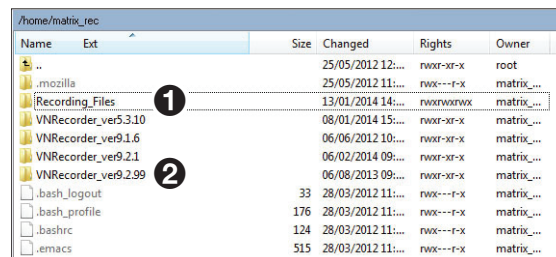 /home/matrix_rec
Name Ext Size Changed Rights Owner
.. 25/05/2012 12:... rwxr-xr-x root
.mozilla 25/05/2012 11:... rwx---r-x matrix_...
Recording_Files 1 13/01/2014 14:... rwxrwxrwx matrix_...
VNRecorder_ver5.3.10 08/01/2014 15:... rwxr-xr-x matrix_...
VNRecorder_ver9.1.6 06/06/2012 10:... rwxr-xr-x matrix_...
VNRecorder_ver9.2.1 06/02/2014 09:... rwxr-xr-x matrix_...
VNRecorder_ver9.2.99 2 06/08/2013 09:... rwxr-xr-x matrix_...
.bash_logout 33 28/03/2012 11:... rwx---r-x matrix_...
.bash_profile 176 28/03/2012 11:... rwx---r-x matrix_...
.bashrc 124 28/03/2012 11:... rwx---r-x matrix_...
.emacs 515 28/03/2012 11:... rwx---r-x matrix_...